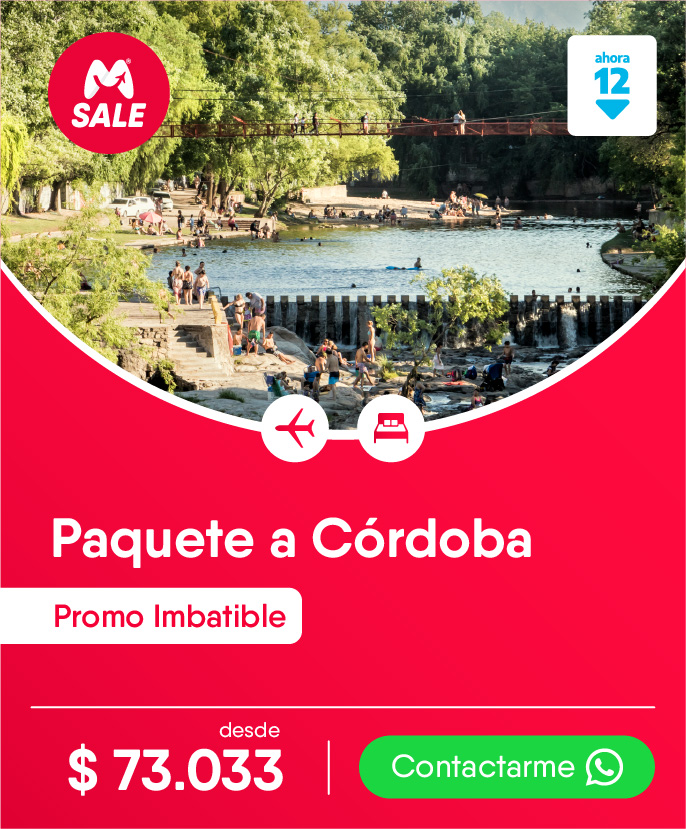 SALE
ahora
12
Paquete a Córdoba
Promo Imbatible
desde
$ 73.033
Contactarme